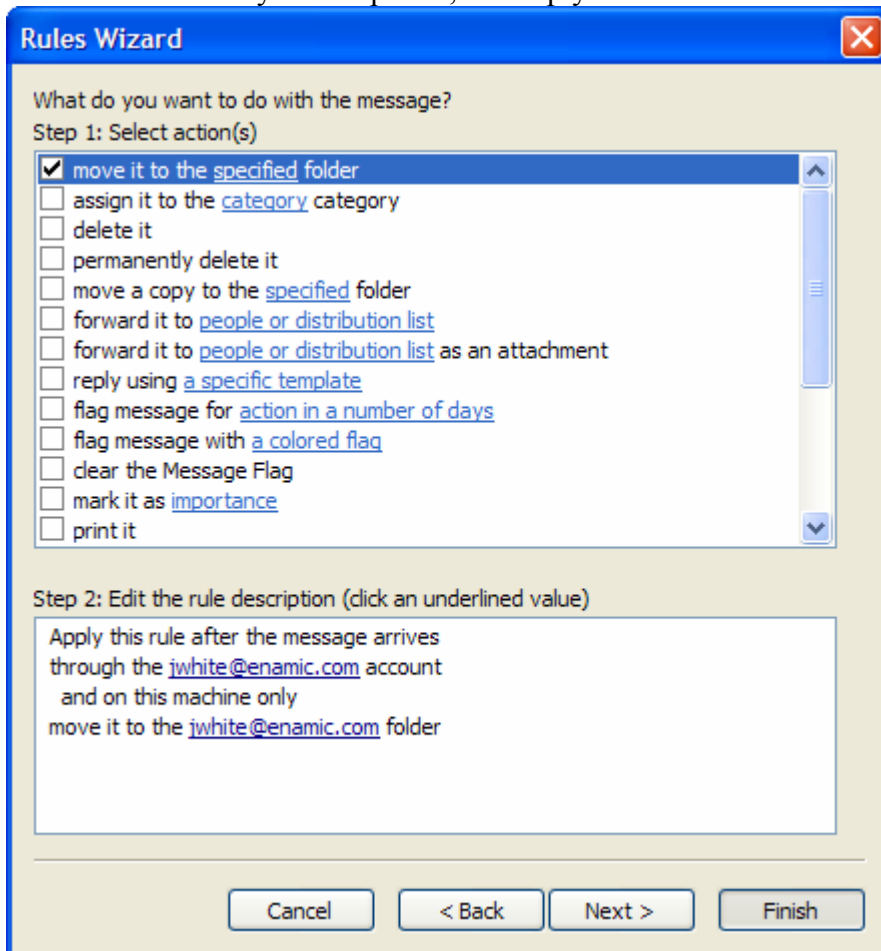 Rules Wizard
What do you want to do with the message?
Step 1: Select action(s)
move it to the specified folder
assign it to the category category
delete it
permanently delete it
move a copy to the specified folder
forward it to people or distribution list
forward it to people or distribution list as an attachment
reply using a specific template
flag message for action in a number of days
flag message with a colored flag
clear the Message Flag
mark it as importance
print it
Step 2: Edit the rule description (click an underlined value)
Apply this rule after the message arrives
through the jwhite@enamic.com account
and on this machine only
move it to the jwhite@enamic.com folder
Cancel < Back Next > Finish